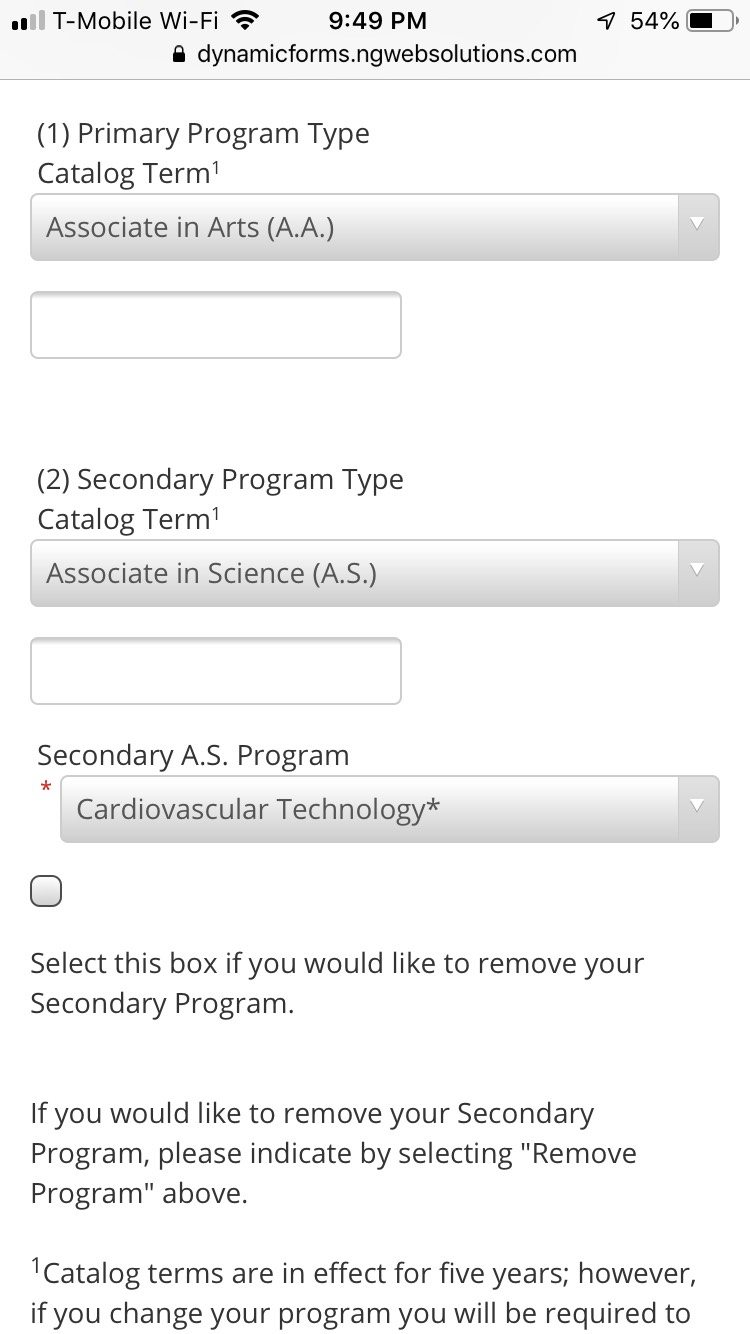 T-Mobile Wi-Fi 9:49 PM 54%
dynamicforms.ngwebsolutions.com
(1) Primary Program Type
Catalog Term¹
Associate in Arts (A.A.)
(2) Secondary Program Type
Catalog Term¹
Associate in Science (A.S.)
Secondary A.S. Program
* Cardiovascular Technology*
Select this box if you would like to remove your
Secondary Program.
If you would like to remove your Secondary
Program, please indicate by selecting "Remove
Program" above.
¹Catalog terms are in effect for five years; however,
if you change your program you will be required to